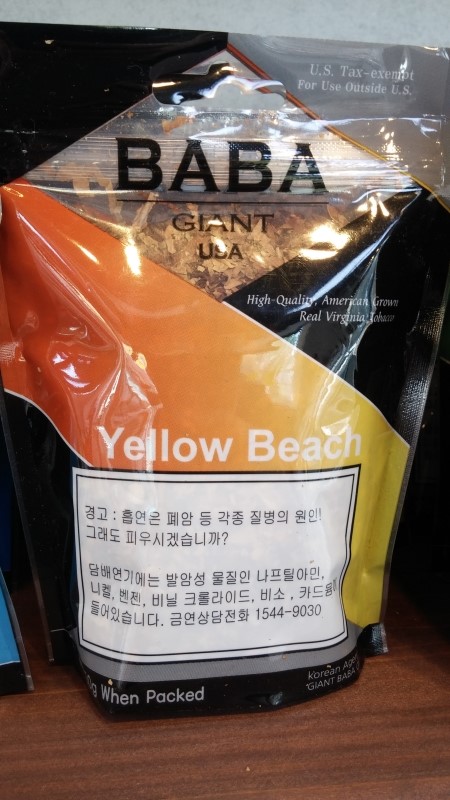 U.S. Tax-exempt
For Use Outside U.S.
BABA
GIANT
USA
High Quality, American Grown
Real Virginia Tobacco
Yellow Beach
경고 : 흡연은 폐암 등 각종 질병의 원인!
그래도 피우시겠습니까?
담배연기에는 발암성 물질인 나프틸아민,
니켈, 벤젠, 비닐 크롤라이드, 비소 , 카드뮴이
들어있습니다. 금연상담전화 1544-9030
When Packed
Korean
"GIANT BABA